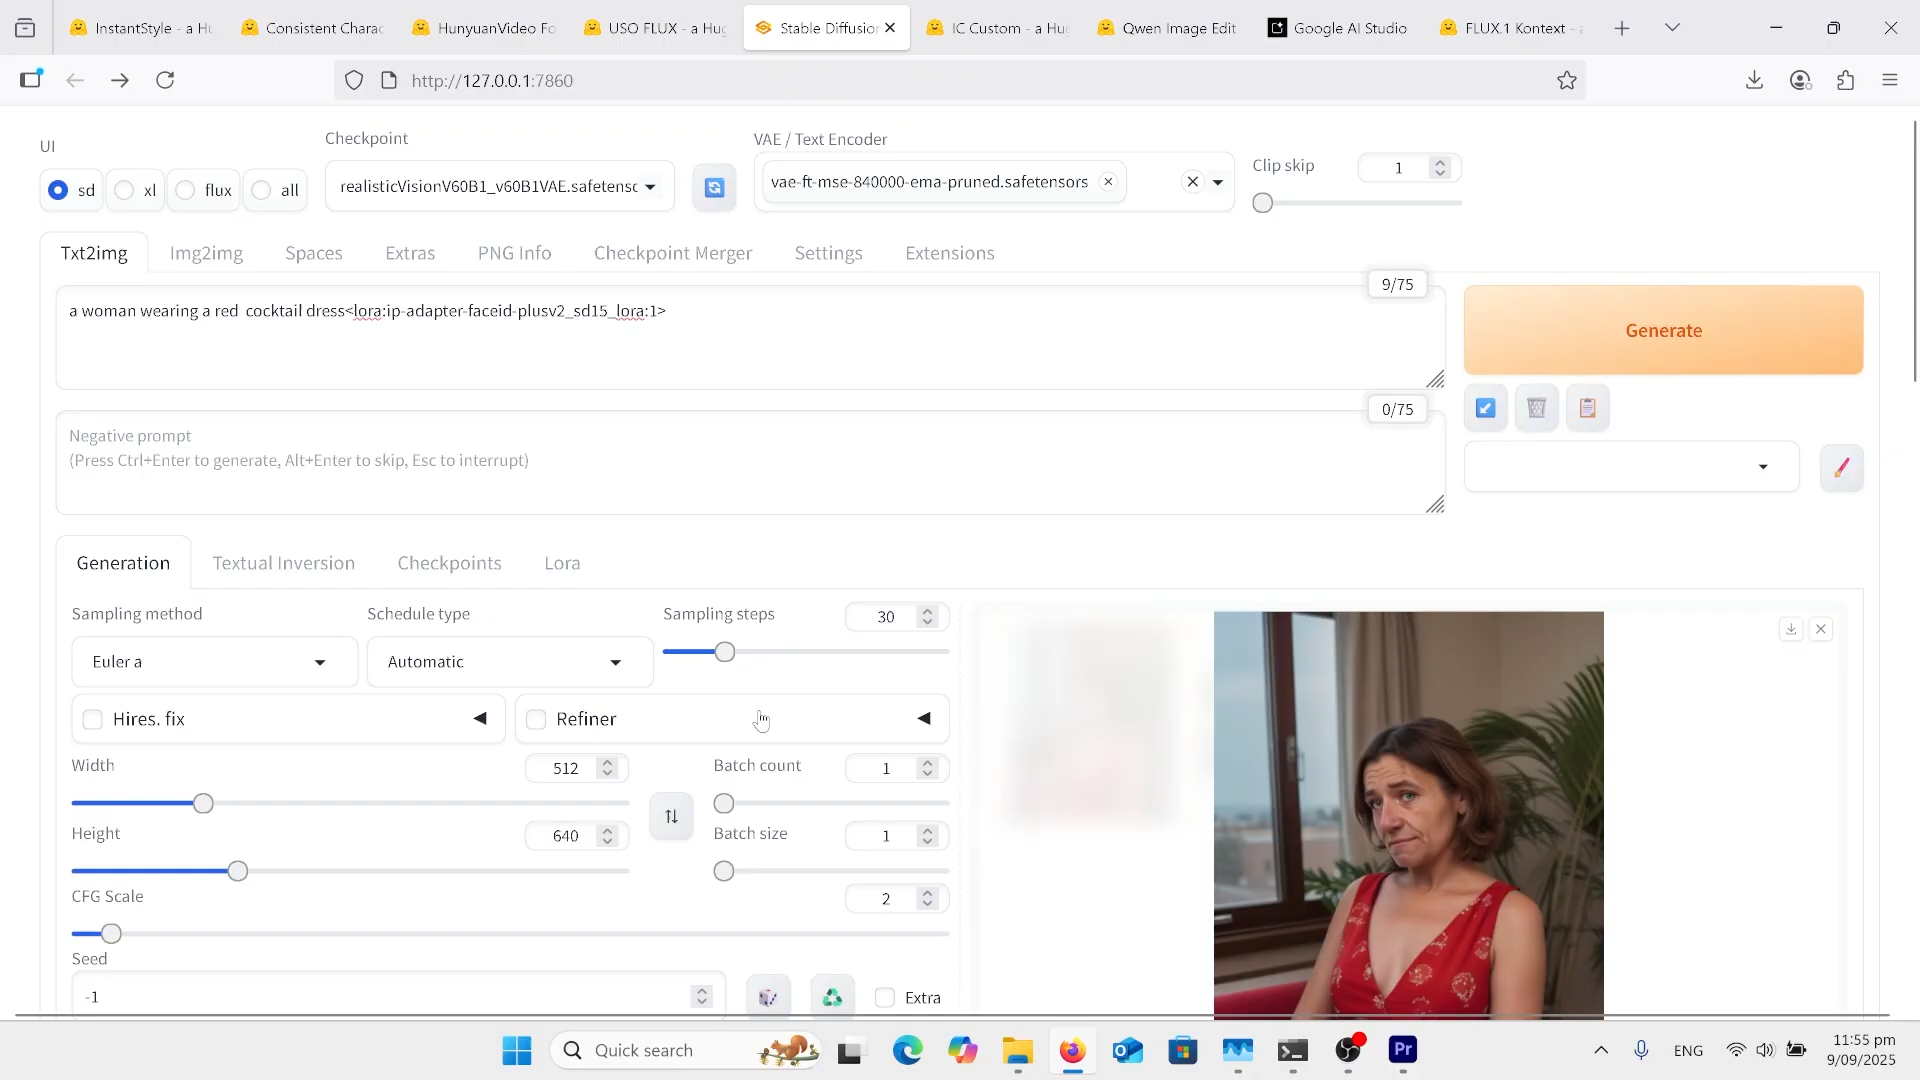 InstantStyle - a Hu
Consistent Charac
HunyuanVideo Fo
USO FLUX - a Hug
Stable Diffusion
IC Custom - a Hug
Qwen Image Edit
Google AI Studio
FLUX.1 Kontext - a
http://127.0.0.1:7860
UI
Checkpoint
VAE / Text Encoder
Clip skip
1
sd
xl
flux
all
realisticVisionV60B1_v60B1VAE.safetensc
vae-ft-mse-840000-ema-pruned.safetensors
Txt2img
Img2img
Spaces
Extras
PNG Info
Checkpoint Merger
Settings
Extensions
9/75
a woman wearing a red  cocktail dress<lora:ip-adapter-faceid-plusv2_sd15_lora:1>
Generate
0/75
Negative prompt
(Press Ctrl+Enter to generate, Alt+Enter to skip, Esc to interrupt)
Generation
Textual Inversion
Checkpoints
Lora
Sampling method
Schedule type
Sampling steps
30
Euler a
Automatic
Hires. fix
Refiner
Width
512
Batch count
1
Height
640
Batch size
1
CFG Scale
2
Seed
-1
Extra
Quick search
Pr
ENG
11:55 pm
9/09/2025